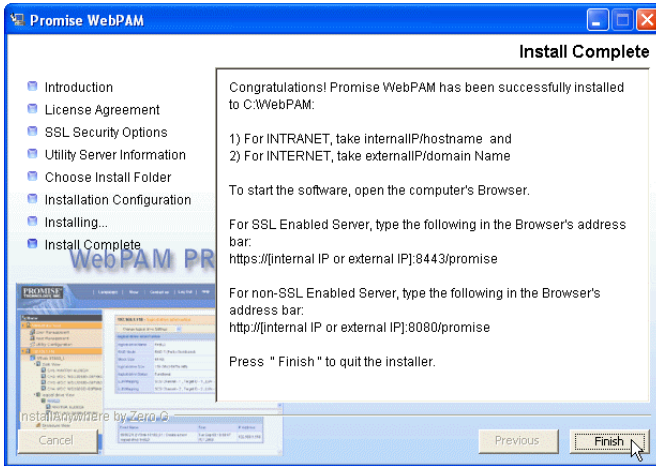 Promise WebPAM
Install Complete
Introduction
License Agreement
SSL Security Options
Utility Server Information
Choose Install Folder
Installation Configuration
Installing...
Install Complete
WebPAM PR
PROMISE
Congratulations! Promise WebPAM has been successfully installed
to C:\WebPAM:
1) For INTRANET, take internalIP/hostname and
2) For INTERNET, take externalIP/domain Name
To start the software, open the computer's Browser.
For SSL Enabled Server, type the following in the Browser's address
bar:
https://[internal IP or external IP]:8443/promise
For non-SSL Enabled Server, type the following in the Browser's
address bar:
http://[internal IP or external IP]:8080/promise
Press " Finish " to quit the installer.
nstallAnywhere by Zero G
Cancel
Previous
Finish